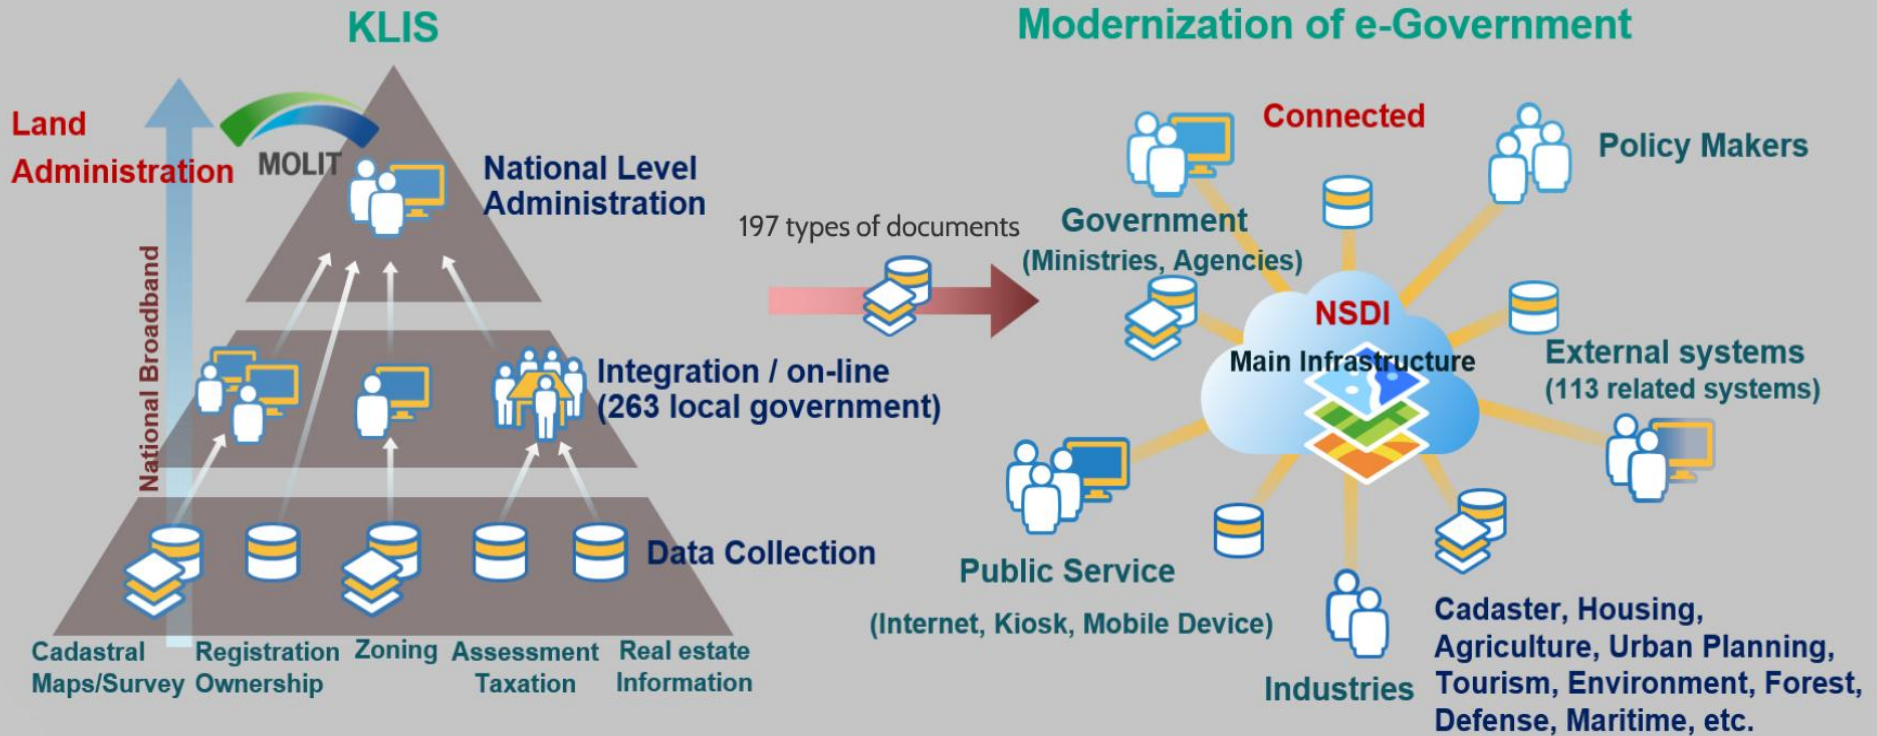 KLIS
Modernization of e-Government
Land
Administration
MOLIT
National Level
Administration
National Broadband
Integration / on-line
(263 local government)
Data Collection
Cadastral
Maps/Survey
Registration
Ownership
Zoning
Assessment
Taxation
Real estate
Information
197 types of documents
Connected
Policy Makers
Government
(Ministries, Agencies)
NSDI
Main Infrastructure
External systems
(113 related systems)
Public Service
(Internet, Kiosk, Mobile Device)
Industries
Cadaster, Housing,
Agriculture, Urban Planning,
Tourism, Environment, Forest,
Defense, Maritime, etc.